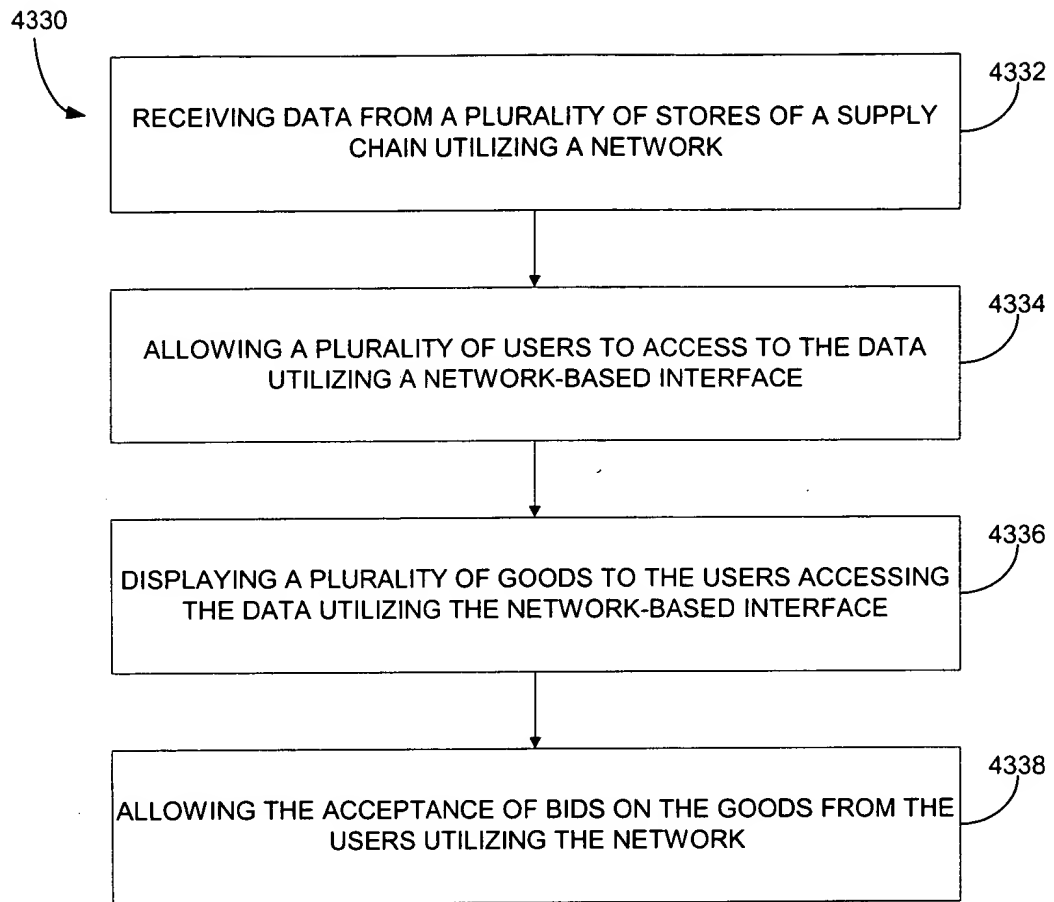 4330
4332
RECEIVING DATA FROM A PLURALITY OF STORES OF A SUPPLY
CHAIN UTILIZING A NETWORK
4334
ALLOWING A PLURALITY OF USERS TO ACCESS TO THE DATA
UTILIZING A NETWORK-BASED INTERFACE
4336
DISPLAYING A PLURALITY OF GOODS TO THE USERS ACCESSING
THE DATA UTILIZING THE NETWORK-BASED INTERFACE
4338
ALLOWING THE ACCEPTANCE OF BIDS ON THE GOODS FROM THE
USERS UTILIZING THE NETWORK